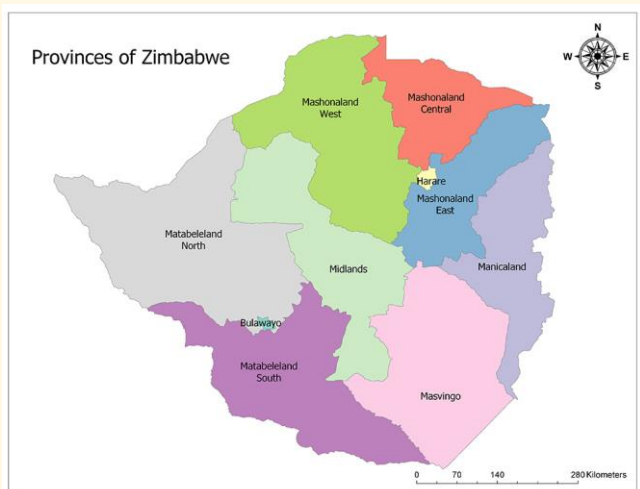 Provinces of Zimbabwe
N
W
E
S
Mashonaland
West
Mashonaland
Central
Harare
Mashonaland
East
Matabeleland
North
Midlands
Manicaland
Bulawayo
Matabeleland
South
Masvingo
0 70 140 280 Kilometers